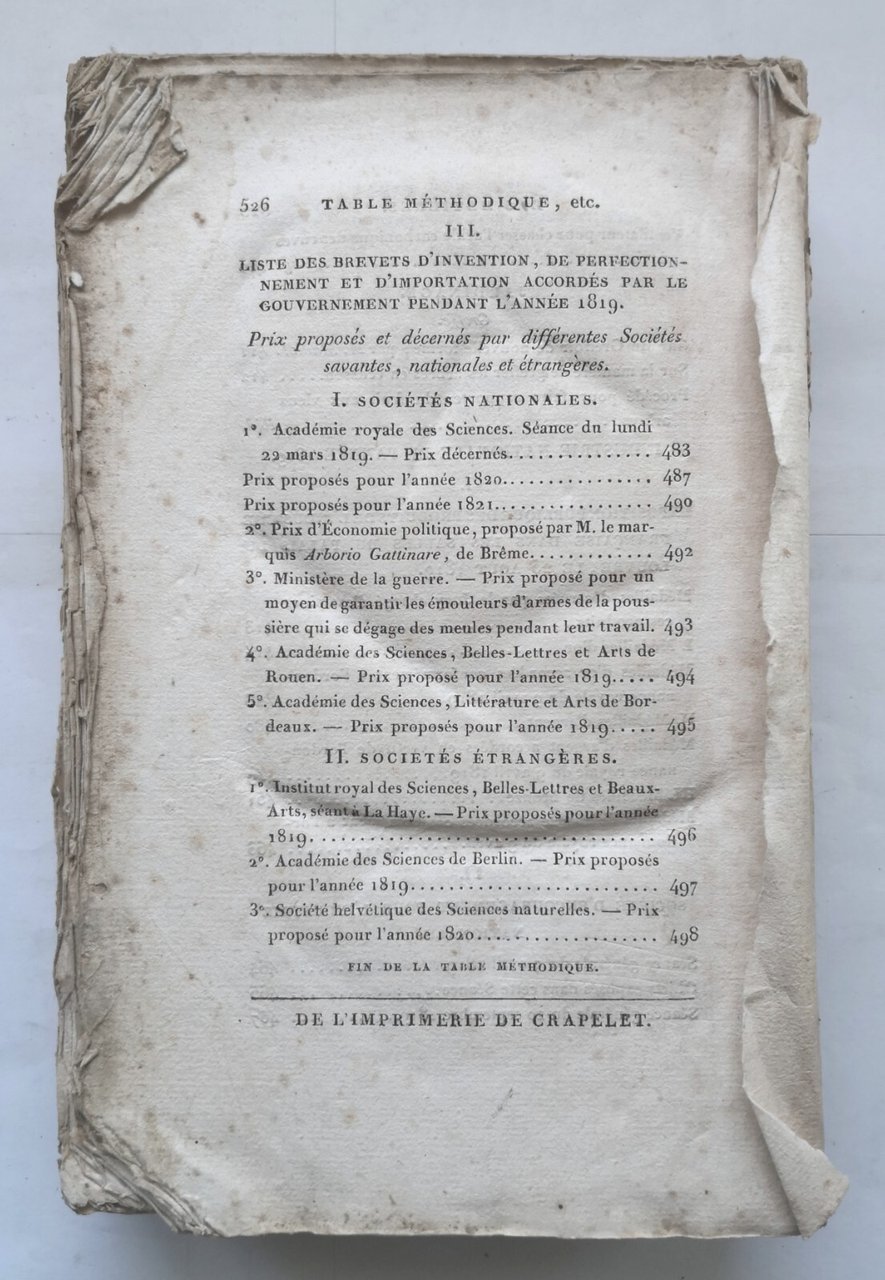 526 TABLE MÉTHODIQUE, etc.
III.
LISTE DES BREVETS D'INVENTION, DE PERFECTION-
NEMENT ET D'IMPORTATION ACCORDÉS PAR LE
GOUVERNEMENT PENDANT L'ANNÉE 1819.
Prix proposés et décernés par différentes Sociétés
savantes, nationales et étrangères.
I. SOCIÉTÉS NATIONALES.
1°. Académie royale des Sciences. Séance du lundi
22 mars 1819. — Prix décernés............... 483
Prix proposés pour l'année 1820................ 487
Prix proposés pour l'année 1821................. 490
2°. Prix d'Économie politique, proposé par M. le mar-
quis Arborio Gattinare, de Brême............ 492
3°. Ministère de la guerre. — Prix proposé pour un
moyen de garantir les émouleurs d'armes de la pous-
sière qui se dégage des meules pendant leur travail. 493
4°. Académie des Sciences, Belles-Lettres et Arts de
Rouen. — Prix proposé pour l'année 1819..... 494
5°. Académie des Sciences, Littérature et Arts de Bor-
deaux. — Prix proposés pour l'année 1819..... 495
II. SOCIETÉS ÉTRANGÈRES.
1°. Institut royal des Sciences, Belles-Lettres et Beaux-
Arts, séant à La Haye. — Prix proposés pour l'année
1819.................................. 496
2°. Académie des Sciences de Berlin. — Prix proposés
pour l'année 1819......................... 497
3°. Société helvétique des Sciences naturelles. — Prix
proposé pour l'année 1820................... 498
FIN DE LA TABLE MÉTHODIQUE.
DE L'IMPRIMERIE DE CRAPELET.